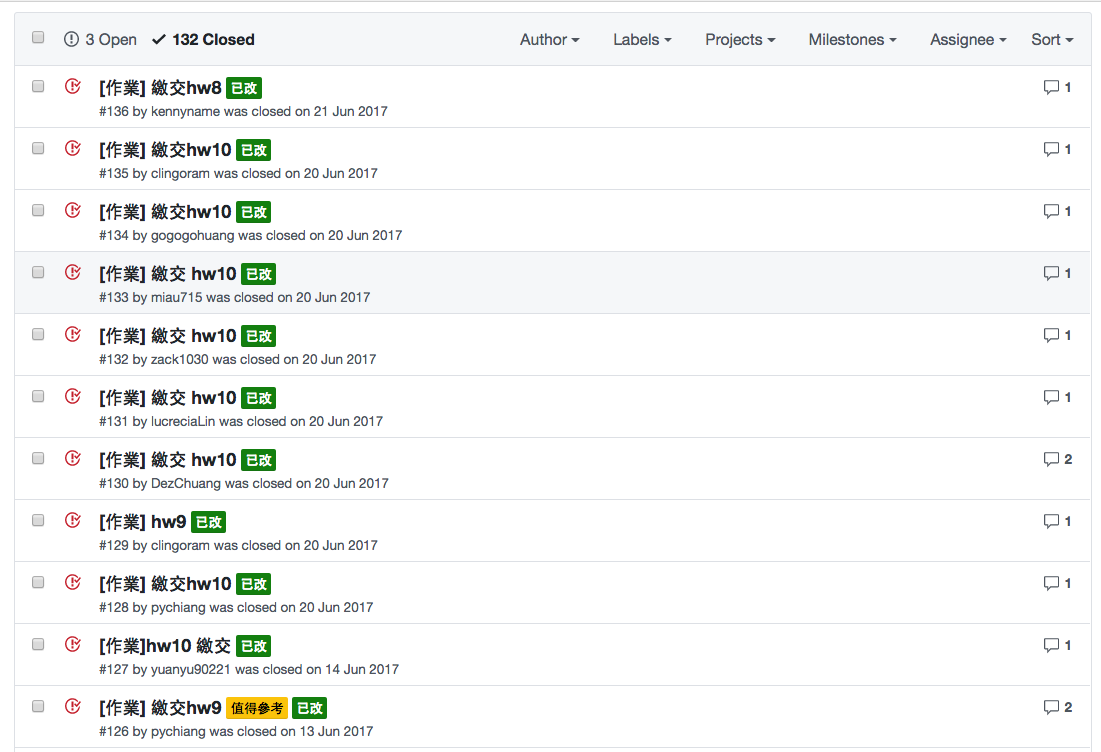 3 Open 132 Closed Author Labels Projects Milestones Assignee Sort
[作業] 繳交hw8 已改 1
#136 by kennyname was closed on 21 Jun 2017
[作業] 繳交hw10 已改 1
#135 by clingoram was closed on 20 Jun 2017
[作業] 繳交hw10 已改 1
#134 by gogogohuang was closed on 20 Jun 2017
[作業] 繳交 hw10 已改 1
#133 by miau715 was closed on 20 Jun 2017
[作業] 繳交 hw10 已改 1
#132 by zack1030 was closed on 20 Jun 2017
[作業] 繳交 hw10 已改 1
#131 by lucreciaLin was closed on 20 Jun 2017
[作業] 繳交 hw10 已改 2
#130 by DezChuang was closed on 20 Jun 2017
[作業] hw9 已改 1
#129 by clingoram was closed on 20 Jun 2017
[作業] 繳交hw10 已改 1
#128 by pychiang was closed on 20 Jun 2017
[作業]hw10 繳交 已改 1
#127 by yuanyu90221 was closed on 14 Jun 2017
[作業] 繳交hw9 值得參考 已改 2
#126 by pychiang was closed on 13 Jun 2017